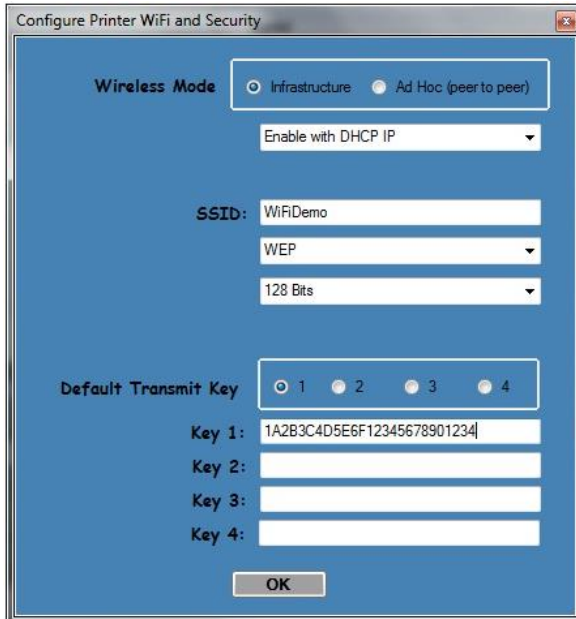 Configure Printer WiFi and Security
Wireless Mode
Infrastructure
Ad Hoc (peer to peer)
Enable with DHCP IP
SSID: WiFiDemo
WEP
128 Bits
Default Transmit Key
1 2 3 4
Key 1: 1A2B3C4D5E6F12345678901234
Key 2:
Key 3:
Key 4:
OK